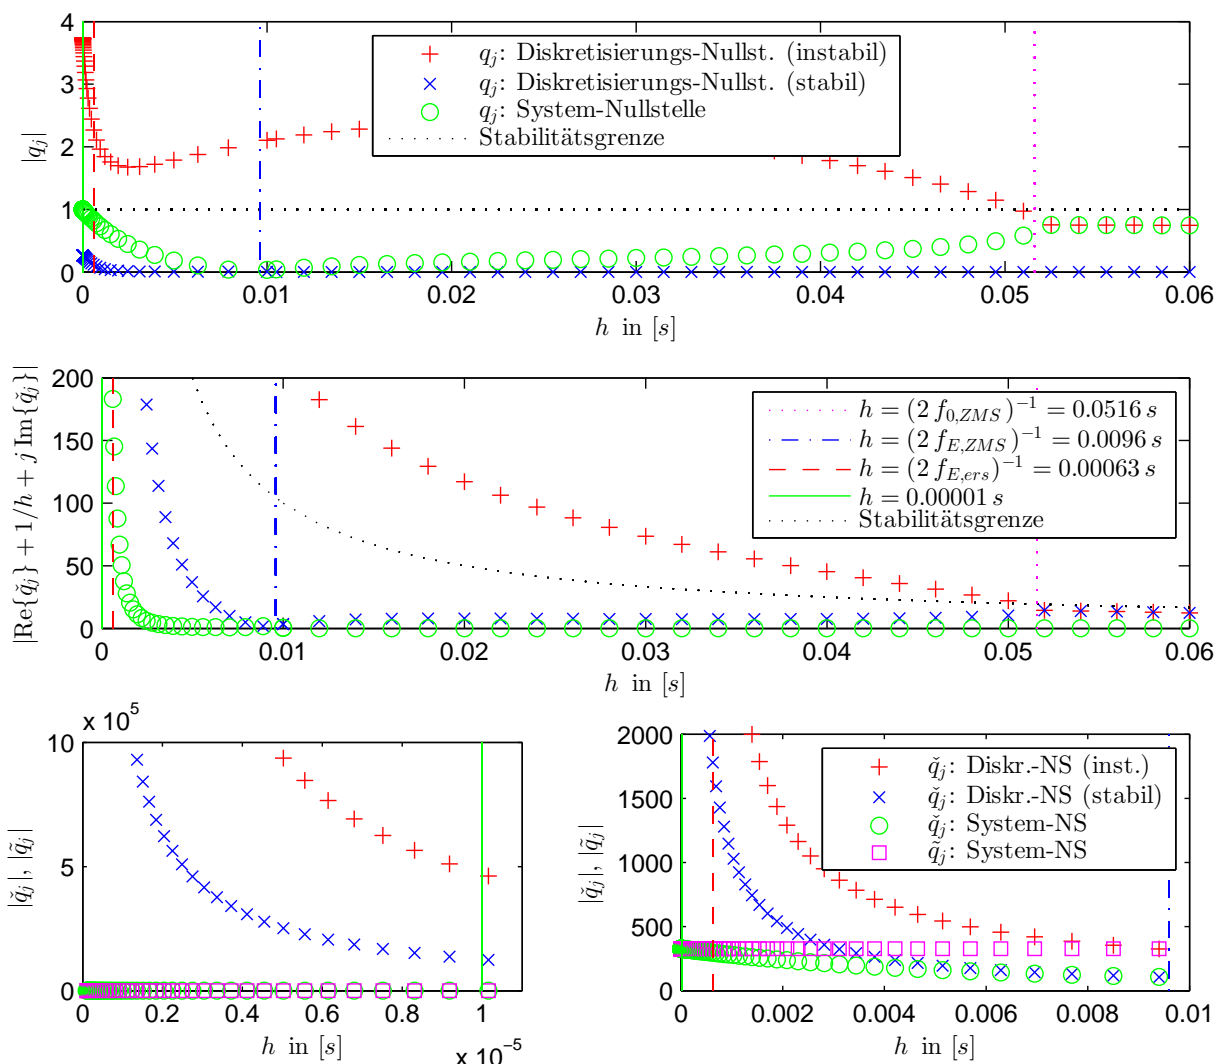 4
3
2
1
0
|q_j|
q_j: Diskretisierungs-Nullst. (instabil)
q_j: Diskretisierungs-Nullst. (stabil)
q_j: System-Nullstelle
Stabilitätsgrenze
0 0.01 0.02 0.03 0.04 0.05 0.06
h in [s]
200
150
100
50
0
|Re{q̌_j} + 1/h + j Im{q̌_j}|
h = (2 f_{0,ZMS})^{-1} = 0.0516 s
h = (2 f_{E,ZMS})^{-1} = 0.0096 s
h = (2 f_{E,ers})^{-1} = 0.00063 s
h = 0.00001 s
Stabilitätsgrenze
0 0.01 0.02 0.03 0.04 0.05 0.06
h in [s]
x 10^5
10
5
0
|q̌_j|, |q̃_j|
0 0.2 0.4 0.6 0.8 1
h in [s]
x 10^{-5}
2000
1500
1000
500
0
|q̌_j|, |q̃_j|
q̌_j: Diskr.-NS (inst.)
q̌_j: Diskr.-NS (stabil)
q̌_j: System-NS
q̃_j: System-NS
0 0.002 0.004 0.006 0.008 0.01
h in [s]